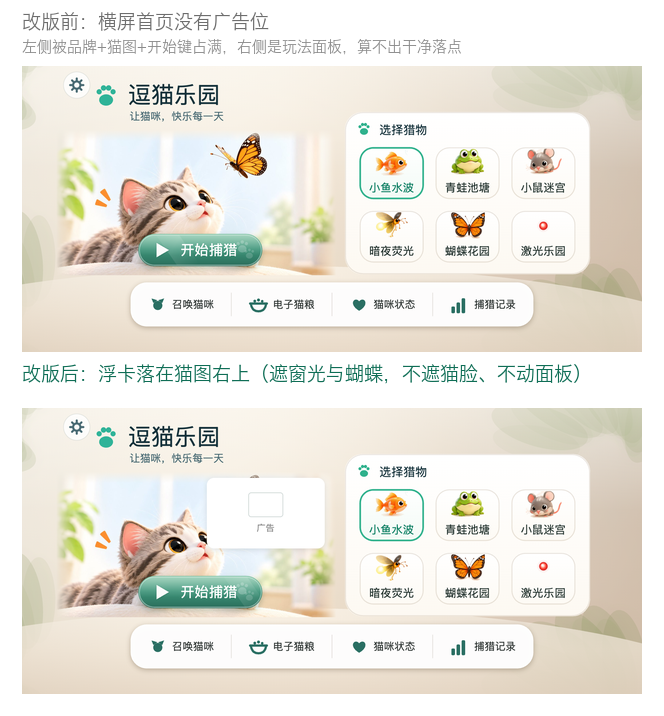 改版前：横屏首页没有广告位
左侧被品牌+猫图+开始键占满，右侧是玩法面板，算不出干净落点
逗猫乐园
让猫咪，快乐每一天
选择猎物
小鱼水波
青蛙池塘
小鼠迷宫
暗夜荧光
蝴蝶花园
激光乐园
开始捕猎
召唤猫咪
电子猫粮
猫咪状态
捕猎记录
改版后：浮卡落在猫图右上（遮窗光与蝴蝶，不遮猫脸、不动面板）
逗猫乐园
让猫咪，快乐每一天
选择猎物
广告
小鱼水波
青蛙池塘
小鼠迷宫
暗夜荧光
蝴蝶花园
激光乐园
开始捕猎
召唤猫咪
电子猫粮
猫咪状态
捕猎记录